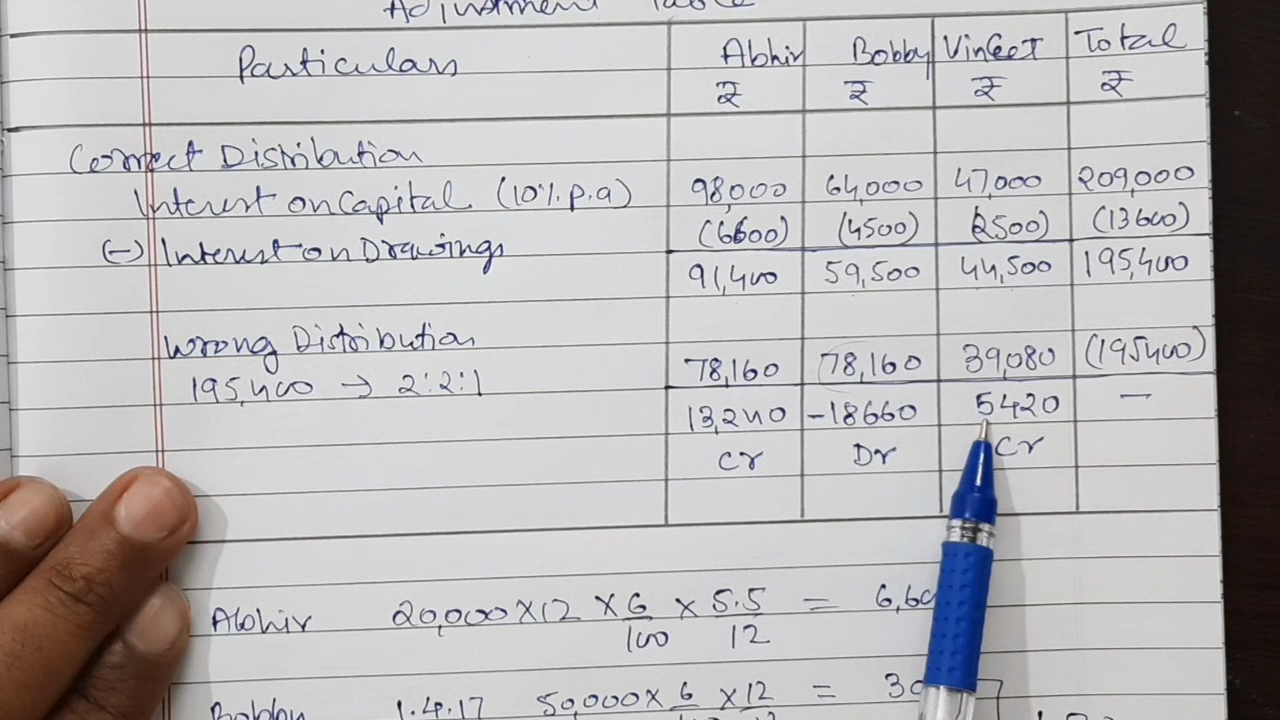 Adjustment Table
Particulars Abhir Bobby Vineet Total
₹ ₹ ₹ ₹
Correct Distribution
Interest on Capital (10% p.a) 98,000 64,000 47,000 209,000
(-) Interest on Drawings (6600) (4500) (2500) (13600)
91,400 59,500 44,500 195,400
Wrong Distribution
195,400 → 2:2:1 78,160 78,160 39,080 (195400)
13,240 -18660 5420 —
Cr Dr Cr
Abhir 20,000 × 12 × 6/100 × 5.5/12 = 6,60
Bobby 1.4.17 50,000 × 6 × 12 = 30